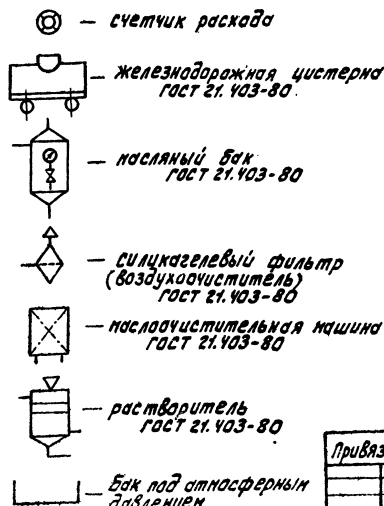 — счетчик расхада
— железнодорожная цистерна
ГОСТ 21.403-80
— масляный бак
ГОСТ 21.403-80
— силикагелевый фильтр
(воздухоочиститель)
ГОСТ 21.403-80
— маслоочистительная машина
ГОСТ 21.403-80
— растворитель
ГОСТ 21.403-80
Привяз
— Бак под атмосферным
давлением